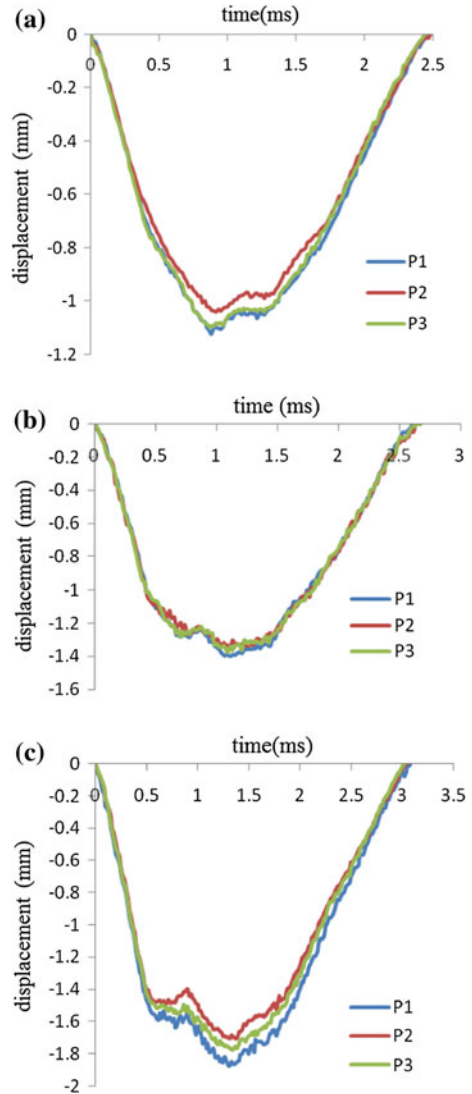 (a)
time(ms)
0 0.5 1 1.5 2 2.5
0
-0.2
-0.4
-0.6
-0.8
-1
-1.2
displacement (mm)
P1
P2
P3
(b)
time (ms)
0 0.5 1 1.5 2 2.5 3
0
-0.2
-0.4
-0.6
-0.8
-1
-1.2
-1.4
-1.6
displacement (mm)
P1
P2
P3
(c)
time(ms)
0 0.5 1 1.5 2 2.5 3 3.5
0
-0.2
-0.4
-0.6
-0.8
-1
-1.2
-1.4
-1.6
-1.8
-2
displacement (mm)
P1
P2
P3